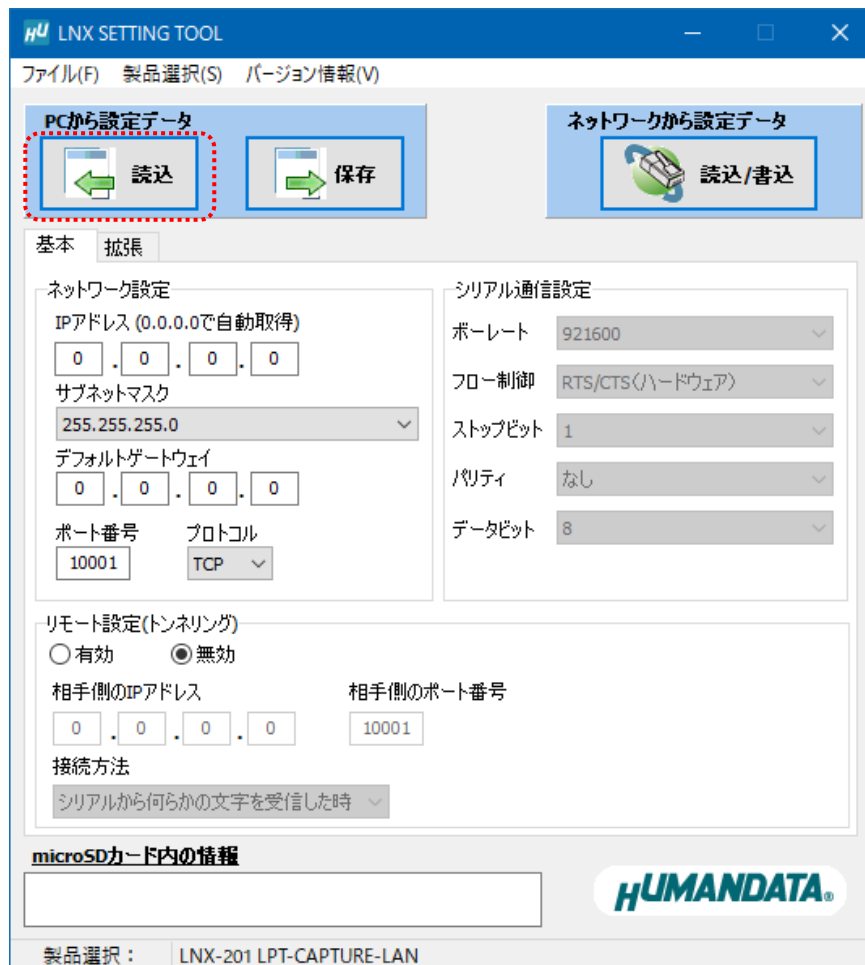 HU LNX SETTING TOOL
ファイル(F) 製品選択(S) バージョン情報(V)
PCから設定データ
読込
保存
ネットワークから設定データ
読込/書込
基本
拡張
ネットワーク設定
IPアドレス (0.0.0.0で自動取得)
0 . 0 . 0 . 0
サブネットマスク
255.255.255.0
デフォルトゲートウェイ
0 . 0 . 0 . 0
ポート番号 プロトコル
10001 TCP
シリアル通信設定
ボーレート 921600
フロー制御 RTS/CTS(ハードウェア)
ストップビット 1
パリティ なし
データビット 8
リモート設定(トンネリング)
有効 無効
相手側のIPアドレス 相手側のポート番号
0 . 0 . 0 . 0 10001
接続方法
シリアルから何らかの文字を受信した時
microSDカード内の情報
HUMANDATA®
製品選択： LNX-201 LPT-CAPTURE-LAN